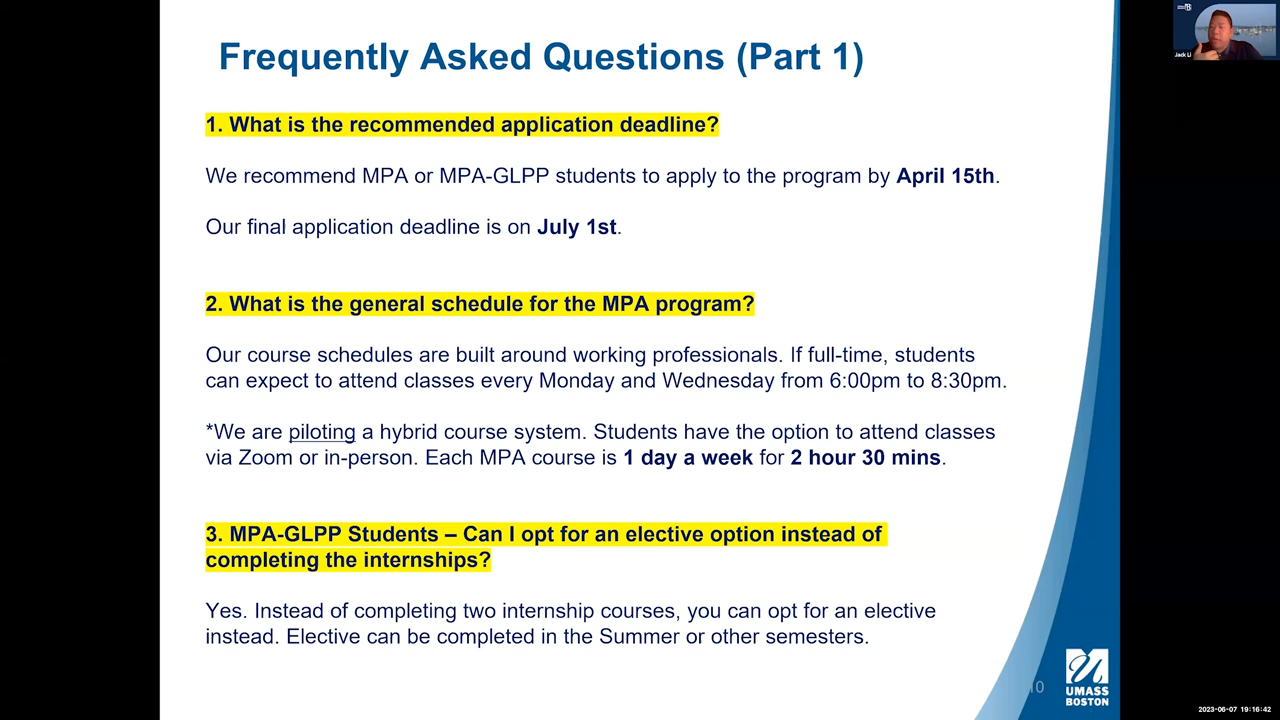 Frequently Asked Questions (Part 1)
1. What is the recommended application deadline?
We recommend MPA or MPA-GLPP students to apply to the program by April 15th.
Our final application deadline is on July 1st.
2. What is the general schedule for the MPA program?
Our course schedules are built around working professionals. If full-time, students
can expect to attend classes every Monday and Wednesday from 6:00pm to 8:30pm.
*We are piloting a hybrid course system. Students have the option to attend classes
via Zoom or in-person. Each MPA course is 1 day a week for 2 hour 30 mins.
3. MPA-GLPP Students – Can I opt for an elective option instead of
completing the internships?
Yes. Instead of completing two internship courses, you can opt for an elective
instead. Elective can be completed in the Summer or other semesters.
10
UMASS
BOSTON
Jack Li
2023-06-07 19:16:42